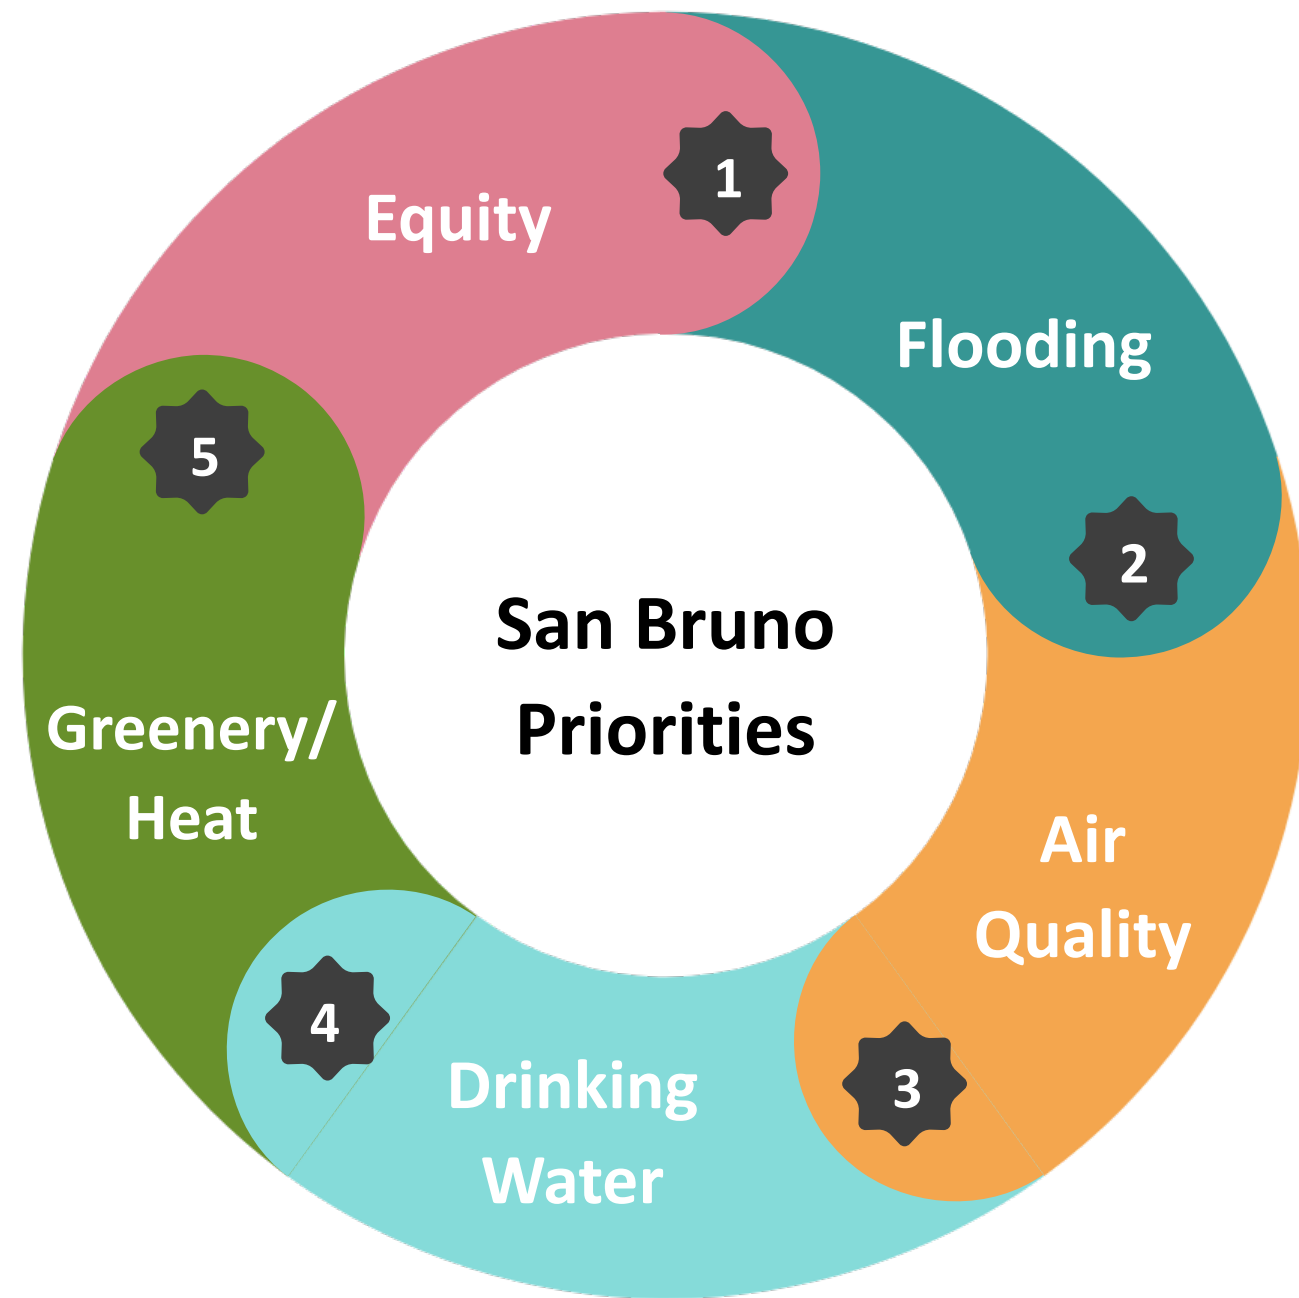 San Bruno
Priorities
1
Equity
2
Flooding
3
Air
Quality
4
Drinking
Water
5
Greenery/
Heat